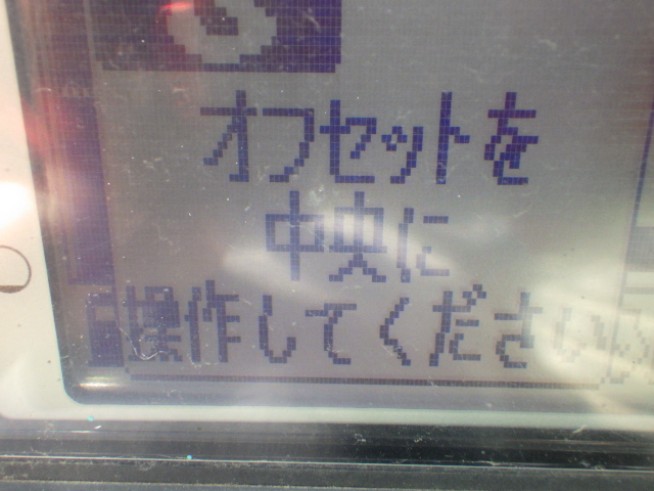 オフセットを
中央に
操作してください